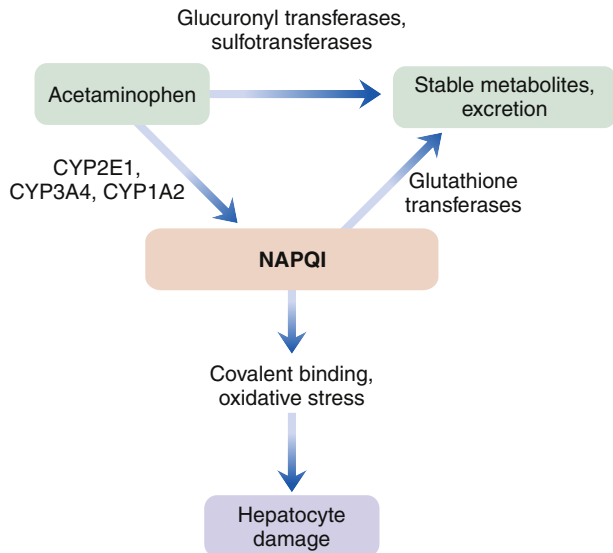 Glucuronyl transferases,
sulfotransferases
Acetaminophen
Stable metabolites,
excretion
CYP2E1,
CYP3A4, CYP1A2
Glutathione
transferases
NAPQI
Covalent binding,
oxidative stress
Hepatocyte
damage